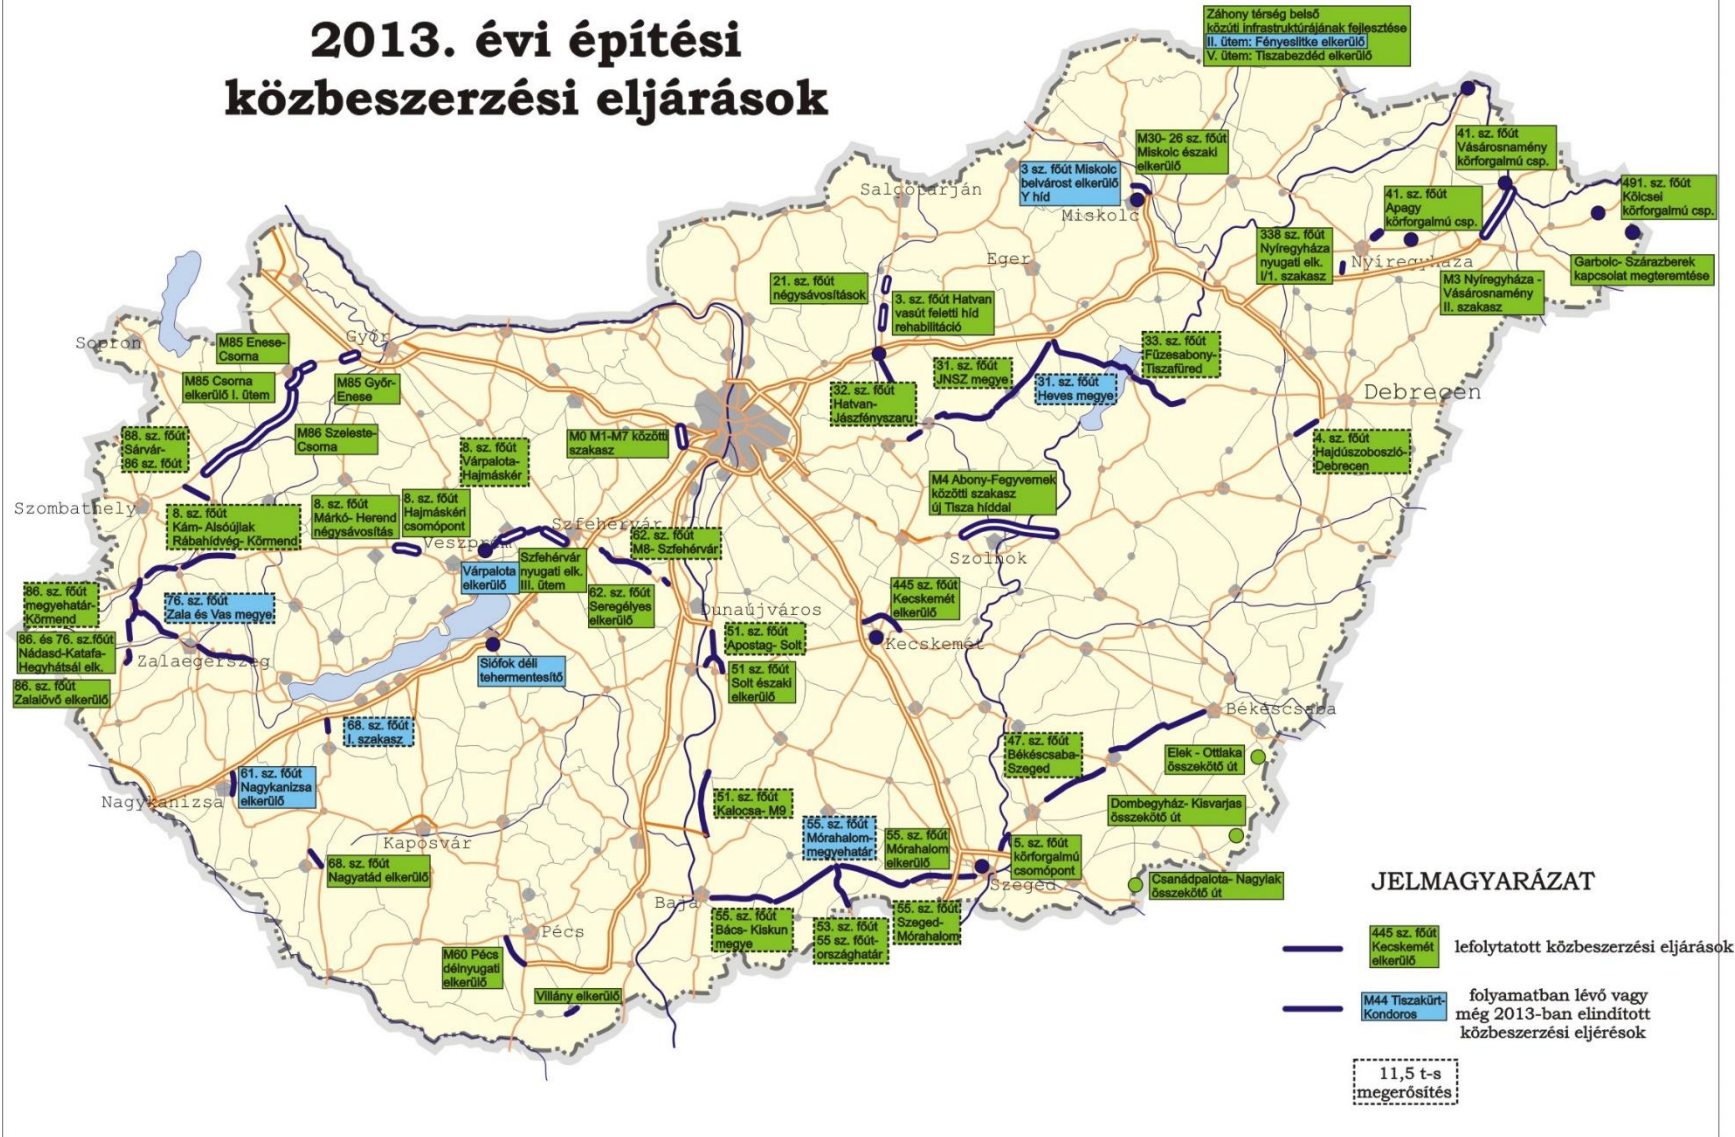 2013. évi építési
közbeszerzési eljárások
Záhony térség belső
közúti infrastruktúrájának fejlesztése
II. ütem: Fényeslitke elkerülő
V. ütem: Tiszabezdéd elkerülő
M30- 26 sz. főút
Miskolc északi
elkerülő
3 sz. főút Miskolc
belvárost elkerülő
Y híd
41. sz. főút
Vásárosnamény
körforgalmú csp.
41. sz. főút
Apagy
körforgalmú csp.
491. sz. főút
Kölcsei
körforgalmú csp.
338 sz. főút
Nyíregyháza
nyugati elk.
I/1. szakasz
Garbolc- Szárazberek
kapcsolat megteremtése
M3 Nyíregyháza -
Vásárosnamény
II. szakasz
Salgótarján
Miskolc
Eger
Nyíregyháza
21. sz. főút
négysávosítások
3. sz. főút Hatvan
vasút feletti híd
rehabilitáció
33. sz. főút
Füzesabony-
Tiszafüred
31. sz. főút
JNSZ megye
31. sz. főút
Heves megye
32. sz. főút
Hatvan-
Jászfényszaru
Debrecen
4. sz. főút
Hajdúszoboszló-
Debrecen
Sopron
Győr
M85 Enese-
Csorna
M85 Csorna
elkerülő I. ütem
M85 Győr-
Enese
M86 Szeleste-
Csorna
88. sz. főút
Sárvár-
86 sz. főút
M0 M1-M7 közötti
szakasz
8. sz. főút
Várpalota-
Hajmáskér
M4 Abony-Fegyvernek
közötti szakasz
új Tisza híddal
Szombathely
8. sz. főút
Kám- Alsóújlak
Rábahídvég- Körmend
8. sz. főút
Márkó- Herend
négysávosítás
8. sz. főút
Hajmáskéri
csomópont
Szfehérvár
Veszprém
Szolnok
62. sz. főút
M8- Szfehérvár
Várpalota
elkerülő
Szfehérvár
nyugati elk.
III. ütem
62. sz. főút
Seregélyes
elkerülő
445 sz. főút
Kecskemét
elkerülő
86. sz. főút
megyehatár-
Körmend
76. sz. főút
Zala és Vas megye
Dunaújváros
Kecskemét
86. és 76. sz.főút
Nádasd-Katafa-
Hegyhátsál elk.
Zalaegerszeg
86. sz. főút
Zalalövő elkerülő
Siófok déli
tehermentesítő
51. sz. főút
Apostag- Solt
51 sz. főút
Solt északi
elkerülő
68. sz. főút
I. szakasz
Békéscsaba
47. sz. főút
Békéscsaba-
Szeged
Elek - Ottlaka
összekötő út
61. sz. főút
Nagykanizsa
elkerülő
Nagykanizsa
51. sz. főút
Kalocsa- M9
Dombegyház- Kisvarjas
összekötő út
Kaposvár
55. sz. főút
Mórahalom-
megyehatár
55. sz. főút
Mórahalom
elkerülő
5. sz. főút
körforgalmú
csomópont
68. sz. főút
Nagyatád elkerülő
Szeged
Csanádpalota- Nagylak
összekötő út
Baja
55. sz. főút
Bács- Kiskun
megye
53. sz. főút
55 sz. főút-
országhatár
55. sz. főút
Szeged-
Mórahalom
Pécs
M60 Pécs
délnyugati
elkerülő
Villány elkerülő
JELMAGYARÁZAT
445 sz. főút
Kecskemét
elkerülő
lefolytatott közbeszerzési eljárások
M44 Tiszakürt-
Kondoros
folyamatban lévő vagy
még 2013-ban elindított
közbeszerzési eljérések
11,5 t-s
megerősítés